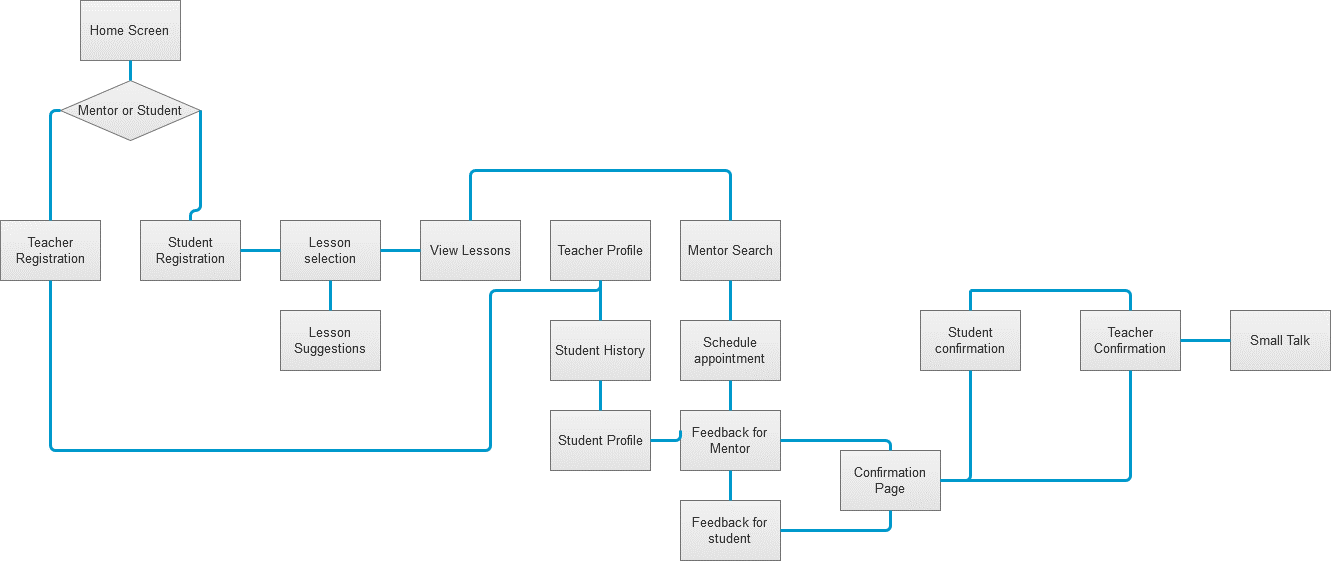 Home Screen
Mentor or Student
Teacher
Registration
Student
Registration
Lesson
selection
View Lessons
Teacher Profile
Mentor Search
Lesson
Suggestions
Student History
Schedule
appointment
Student
confirmation
Teacher
Confirmation
Small Talk
Student Profile
Feedback for
Mentor
Confirmation
Page
Feedback for
student